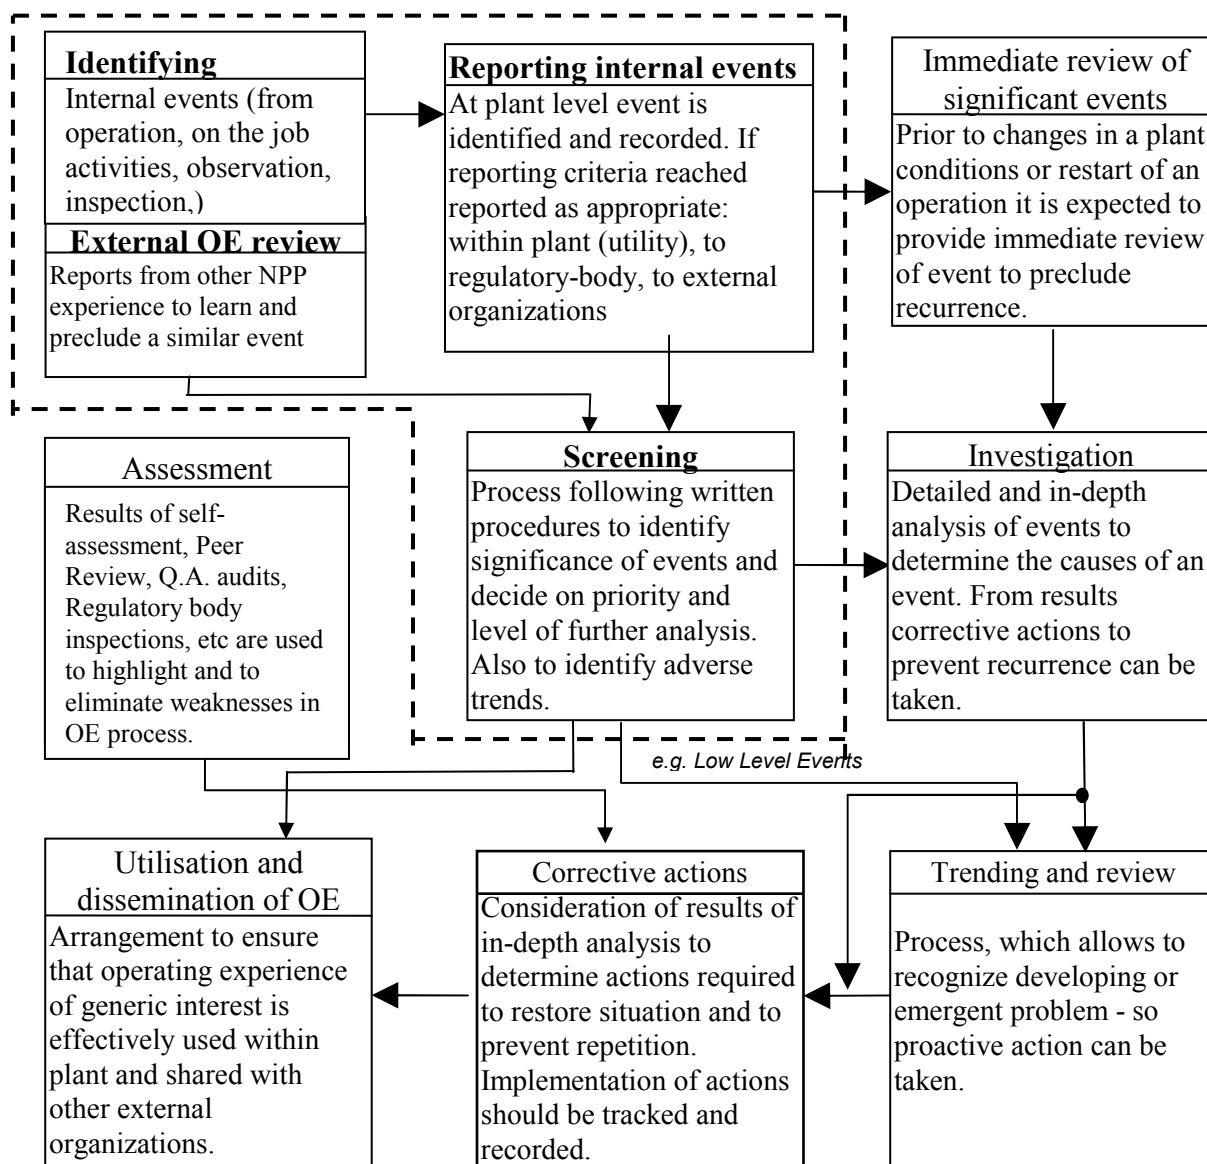 Identifying
Internal events (from
operation, on the job
activities, observation,
inspection,)
External OE review
Reports from other NPP
experience to learn and
preclude a similar event
Reporting internal events
At plant level event is
identified and recorded. If
reporting criteria reached
reported as appropriate:
within plant (utility), to
regulatory-body, to external
organizations
Immediate review of
significant events
Prior to changes in a plant
conditions or restart of an
operation it is expected to
provide immediate review
of event to preclude
recurrence.
Assessment
Results of self-
assessment, Peer
Review, Q.A. audits,
Regulatory body
inspections, etc are used
to highlight and to
eliminate weaknesses in
OE process.
Screening
Process following written
procedures to identify
significance of events and
decide on priority and
level of further analysis.
Also to identify adverse
trends.
Investigation
Detailed and in-depth
analysis of events to
determine the causes of an
event. From results
corrective actions to
prevent recurrence can be
taken.
e.g. Low Level Events
Utilisation and
dissemination of OE
Arrangement to ensure
that operating experience
of generic interest is
effectively used within
plant and shared with
other external
organizations.
Corrective actions
Consideration of results of
in-depth analysis to
determine actions required
to restore situation and to
prevent repetition.
Implementation of actions
should be tracked and
recorded.
Trending and review
Process, which allows to
recognize developing or
emergent problem - so
proactive action can be
taken.